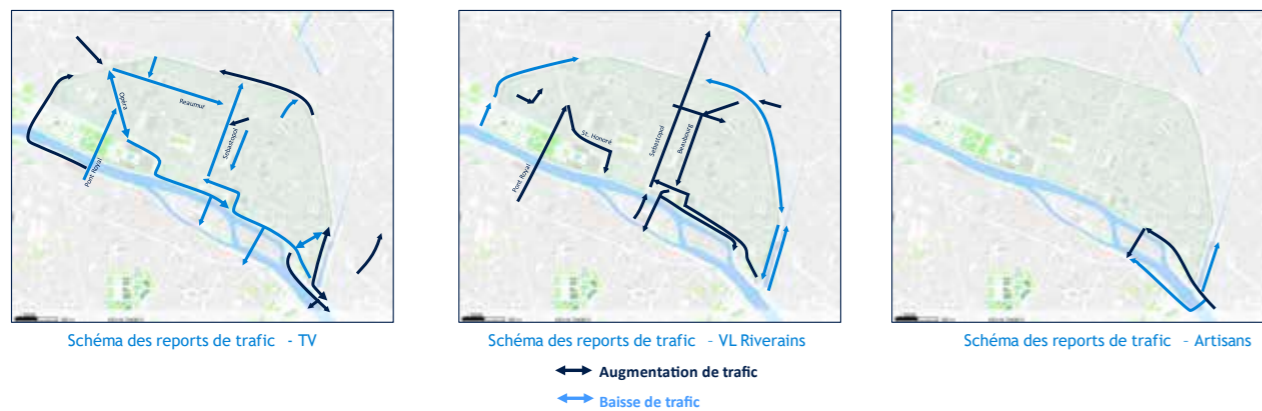 Opéra
Reaumur
Sebastopol
Pont Royal
St. Honoré
Sebastopol
Beaubourg
Pont Royal
Schéma des reports de trafic - TV
Schéma des reports de trafic - VL Riverains
Schéma des reports de trafic - Artisans
Augmentation de trafic
Baisse de trafic